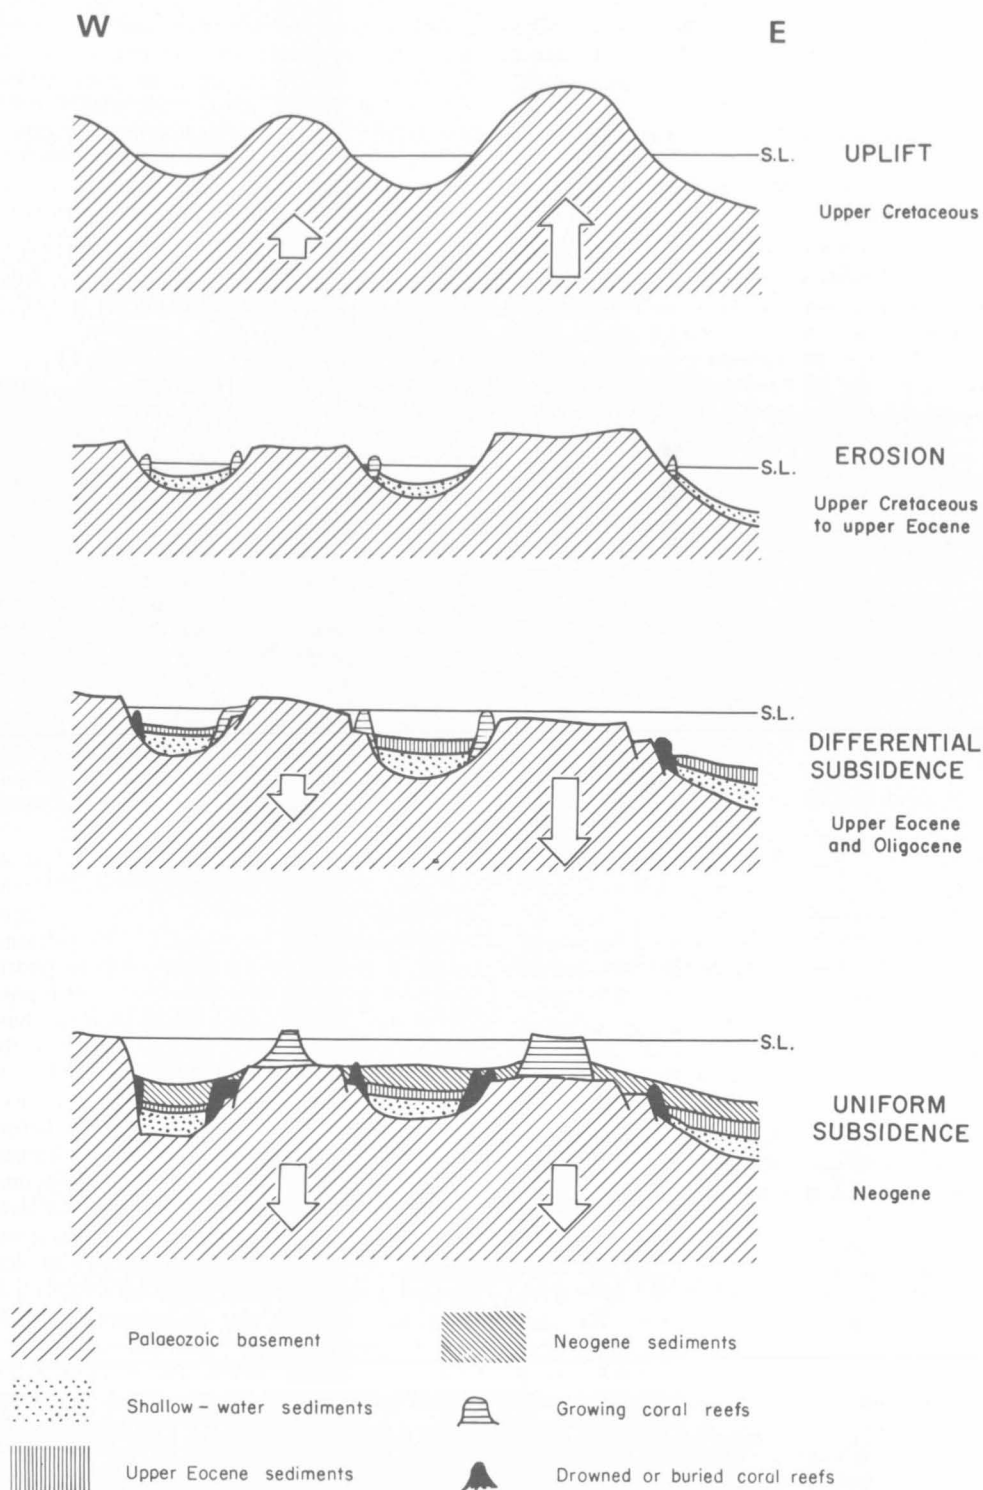 W
E
S.L.
UPLIFT
Upper Cretaceous
S.L.
EROSION
Upper Cretaceous
to upper Eocene
S.L.
DIFFERENTIAL
SUBSIDENCE
Upper Eocene
and Oligocene
S.L.
UNIFORM
SUBSIDENCE
Neogene
Palaeozoic basement
Neogene sediments
Shallow – water sediments
Growing coral reefs
Upper Eocene sediments
Drowned or buried coral reefs